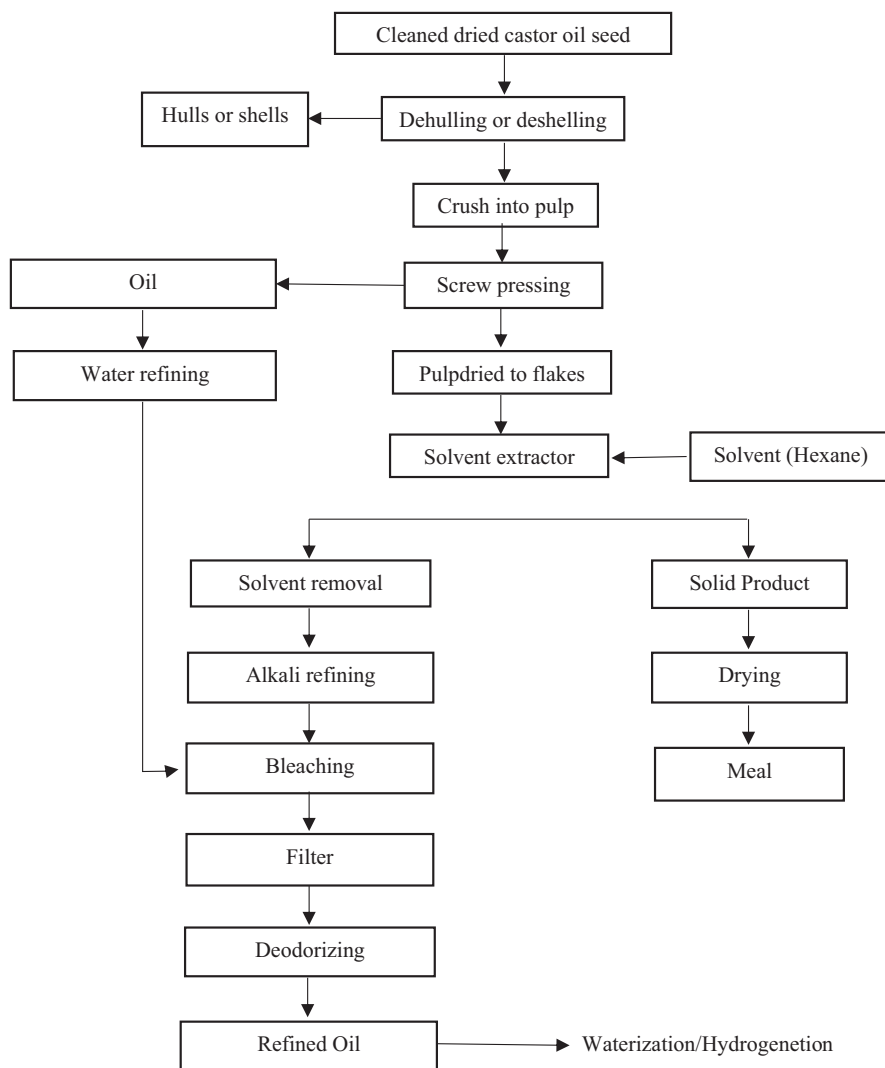 Cleaned dried castor oil seed
Hulls or shells
Dehulling or deshelling
Crush into pulp
Oil
Screw pressing
Water refining
Pulpdried to flakes
Solvent extractor
Solvent (Hexane)
Solvent removal
Solid Product
Alkali refining
Drying
Bleaching
Meal
Filter
Deodorizing
Refined Oil
Waterization/Hydrogenetion